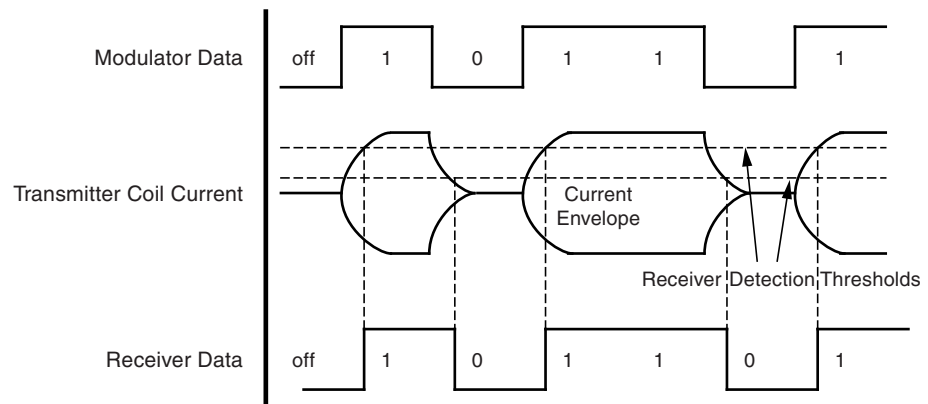 Modulator Data off 1 0 1 1 1
Transmitter Coil Current
Current
Envelope
Receiver Detection Thresholds
Receiver Data off 1 0 1 1 0 1